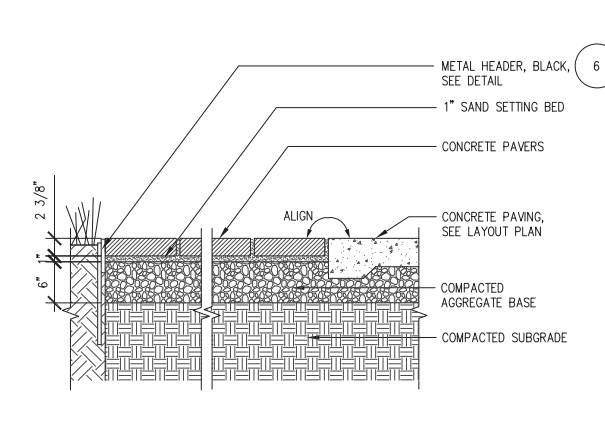 METAL HEADER, BLACK,
SEE DETAIL
6
1" SAND SETTING BED
CONCRETE PAVERS
2 3/8"
ALIGN
CONCRETE PAVING,
SEE LAYOUT PLAN
1"
6"
COMPACTED
AGGREGATE BASE
COMPACTED SUBGRADE